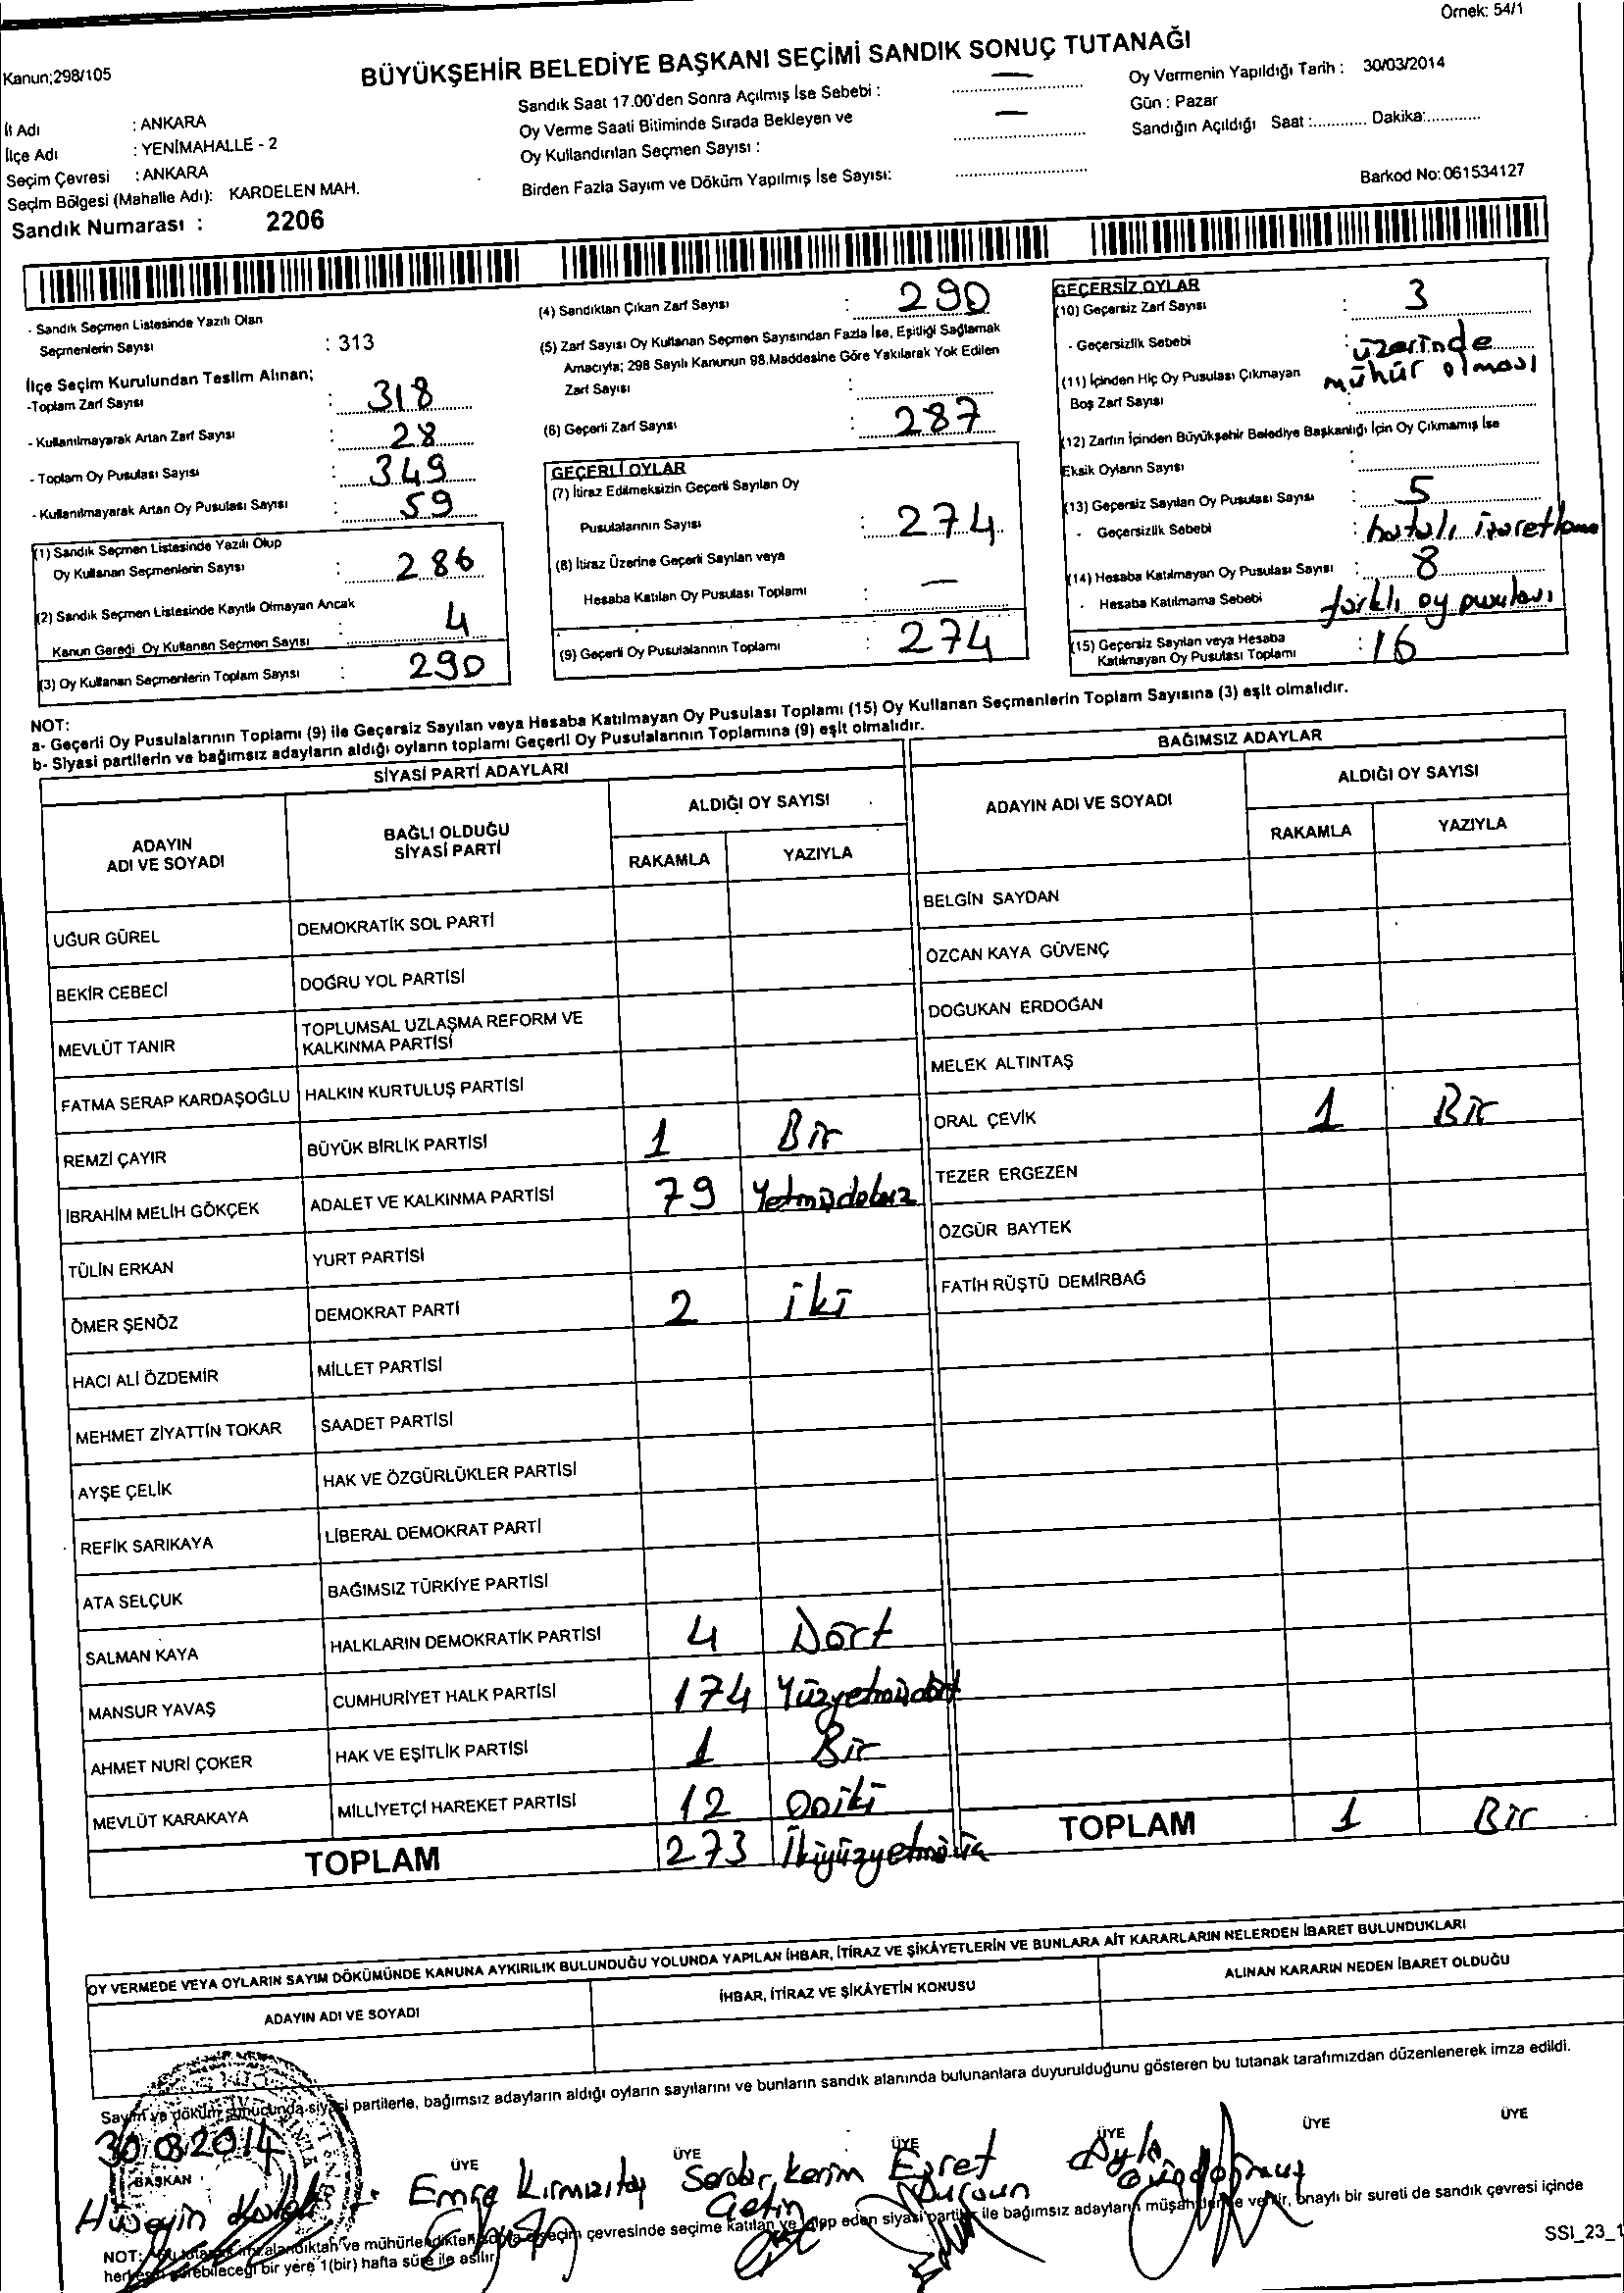 Örnek: 54/1
Kanun;298/105
BÜYÜKŞEHİR BELEDİYE BAŞKANI SEÇİMİ SANDIK SONUÇ TUTANAĞI
İl Adı : ANKARA
İlçe Adı : YENİMAHALLE - 2
Seçim Çevresi : ANKARA
Seçim Bölgesi (Mahalle Adı): KARDELEN MAH.
Sandık Numarası : 2206
Sandık Saat 17.00'den Sonra Açılmış İse Sebebi : —
Oy Verme Saati Bitiminde Sırada Bekleyen ve
Oy Kullandırılan Seçmen Sayısı : —
Birden Fazla Sayım ve Döküm Yapılmış İse Sayısı:
Oy Vermenin Yapıldığı Tarih : 30/03/2014
Gün : Pazar
Sandığın Açıldığı Saat :............ Dakika:............
Barkod No: 061534127
- Sandık Seçmen Listesinde Yazılı Olan
Seçmenlerin Sayısı : 313
İlçe Seçim Kurulundan Teslim Alınan;
-Toplam Zarf Sayısı : 318
- Kullanılmayarak Artan Zarf Sayısı : 28
- Toplam Oy Pusulası Sayısı : 349
- Kullanılmayarak Artan Oy Pusulası Sayısı : 59
(1) Sandık Seçmen Listesinde Yazılı Olup
Oy Kullanan Seçmenlerin Sayısı : 286
(2) Sandık Seçmen Listesinde Kayıtlı Olmayan Ancak
Kanun Gereği Oy Kullanan Seçmen Sayısı : 4
(3) Oy Kullanan Seçmenlerin Toplam Sayısı : 290
(4) Sandıktan Çıkan Zarf Sayısı : 290
(5) Zarf Sayısı Oy Kullanan Seçmen Sayısından Fazla İse, Eşitliği Sağlamak
Amacıyla; 298 Sayılı Kanunun 98.Maddesine Göre Yakılarak Yok Edilen
Zarf Sayısı :
(6) Geçerli Zarf Sayısı : 287
GEÇERLİ OYLAR
(7) İtiraz Edilmeksizin Geçerli Sayılan Oy
Pusulalarının Sayısı : 274
(8) İtiraz Üzerine Geçerli Sayılan veya
Hesaba Katılan Oy Pusulası Toplamı : —
(9) Geçerli Oy Pusulalarının Toplamı : 274
GEÇERSİZ OYLAR
(10) Geçersiz Zarf Sayısı : 3
- Geçersizlik Sebebi : üzerinde
mühür olması
(11) İçinden Hiç Oy Pusulası Çıkmayan
Boş Zarf Sayısı :
(12) Zarfın İçinden Büyükşehir Belediye Başkanlığı İçin Oy Çıkmamış İse
Eksik Oyların Sayısı :
(13) Geçersiz Sayılan Oy Pusulası Sayısı : 5
- Geçersizlik Sebebi : hatalı işaretleme
(14) Hesaba Katılmayan Oy Pusulası Sayısı : 8
- Hesaba Katılmama Sebebi farklı oy pusulası
(15) Geçersiz Sayılan veya Hesaba
Katılmayan Oy Pusulası Toplamı : 16
NOT:
a- Geçerli Oy Pusulalarının Toplamı (9) ile Geçersiz Sayılan veya Hesaba Katılmayan Oy Pusulası Toplamı (15) Oy Kullanan Seçmenlerin Toplam Sayısına (3) eşit olmalıdır.
b- Siyasi partilerin ve bağımsız adayların aldığı oyların toplamı Geçerli Oy Pusulalarının Toplamına (9) eşit olmalıdır.
SİYASİ PARTİ ADAYLARI
ADAYIN
ADI VE SOYADI
BAĞLI OLDUĞU
SİYASİ PARTİ
ALDIĞI OY SAYISI
RAKAMLA YAZIYLA
UĞUR GÜREL DEMOKRATİK SOL PARTİ
BEKİR CEBECİ DOĞRU YOL PARTİSİ
MEVLÜT TANIR TOPLUMSAL UZLAŞMA REFORM VE
KALKINMA PARTİSİ
FATMA SERAP KARDAŞOĞLU HALKIN KURTULUŞ PARTİSİ
REMZİ ÇAYIR BÜYÜK BİRLİK PARTİSİ 1 Bir
İBRAHİM MELİH GÖKÇEK ADALET VE KALKINMA PARTİSİ 79 Yetmişdokuz
TÜLİN ERKAN YURT PARTİSİ
ÖMER ŞENÖZ DEMOKRAT PARTİ 2 iki
HACI ALİ ÖZDEMİR MİLLET PARTİSİ
MEHMET ZİYATTİN TOKAR SAADET PARTİSİ
AYŞE ÇELİK HAK VE ÖZGÜRLÜKLER PARTİSİ
REFİK SARIKAYA LİBERAL DEMOKRAT PARTİ
ATA SELÇUK BAĞIMSIZ TÜRKİYE PARTİSİ
SALMAN KAYA HALKLARIN DEMOKRATİK PARTİSİ 4 Dört
MANSUR YAVAŞ CUMHURİYET HALK PARTİSİ 174 Yüzyetmişdört
AHMET NURİ ÇOKER HAK VE EŞİTLİK PARTİSİ 1 Bir
MEVLÜT KARAKAYA MİLLİYETÇİ HAREKET PARTİSİ 12 Oniki
TOPLAM 273 İkiyüzyetmişüç
BAĞIMSIZ ADAYLAR
ADAYIN ADI VE SOYADI
ALDIĞI OY SAYISI
RAKAMLA YAZIYLA
BELGİN SAYDAN
ÖZCAN KAYA GÜVENÇ
DOĞUKAN ERDOĞAN
MELEK ALTINTAŞ
ORAL ÇEVİK 1 Bir
TEZER ERGEZEN
ÖZGÜR BAYTEK
FATİH RÜŞTÜ DEMİRBAĞ
TOPLAM 1 Bir
OY VERMEDE VEYA OYLARIN SAYIM DÖKÜMÜNDE KANUNA AYKIRILIK BULUNDUĞU YOLUNDA YAPILAN İHBAR, İTİRAZ VE ŞİKÂYETLERİN VE BUNLARA AİT KARARLARIN NELERDEN İBARET BULUNDUKLARI
ADAYIN ADI VE SOYADI İHBAR, İTİRAZ VE ŞİKÂYETİN KONUSU ALINAN KARARIN NEDEN İBARET OLDUĞU
Sayım ve döküm sonucunda siyasi partilerle, bağımsız adayların aldığı oyların sayılarını ve bunların sandık alanında bulunanlara duyurulduğunu gösteren bu tutanak tarafımızdan düzenlenerek imza edildi.
30.03.2014
BAŞKAN ÜYE ÜYE ÜYE ÜYE ÜYE ÜYE
Hüseyin
Emre Kırmızıtaş
Serdar Kerim
Çetin
Esret
Dursun
Ayla
NOT: ve mühürlendikten seçim çevresinde seçime katılan ve talep eden siyasi partiler ile bağımsız adayların müşahitlerine verilir, onaylı bir sureti de sandık çevresi içinde
herkesin görebileceği bir yere 1(bir) hafta süre ile asılır.
SSI_23_1